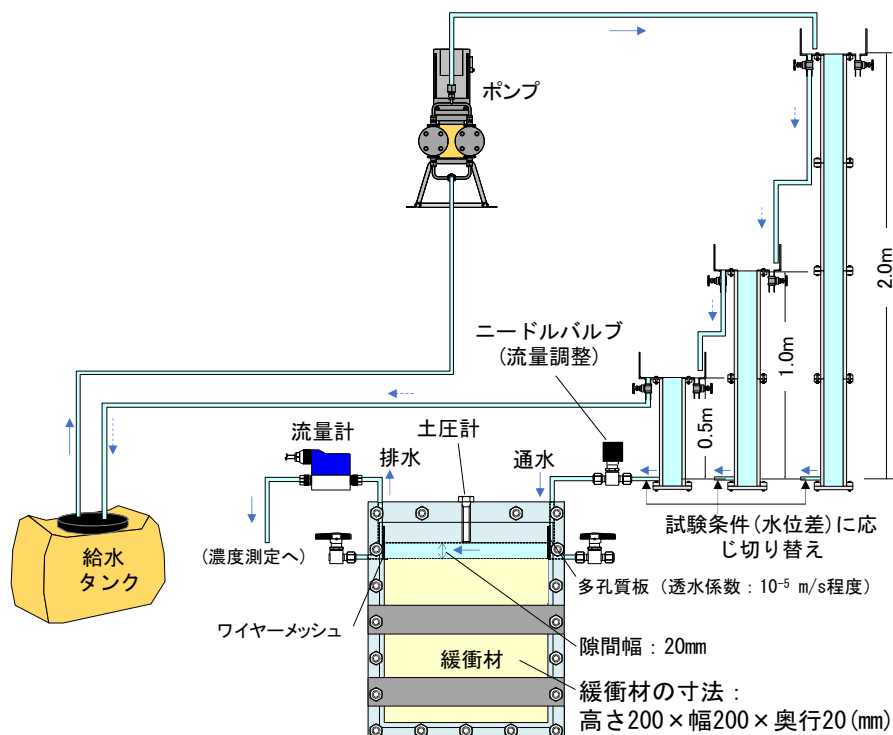 ポンプ
2.0m
ニードルバルブ
(流量調整)
1.0m
0.5m
流量計
土圧計
排水
通水
試験条件(水位差)に応
じ切り替え
給水
タンク
(濃度測定へ)
多孔質板（透水係数：10⁻⁵ m/s程度）
ワイヤーメッシュ
隙間幅：20mm
緩衝材
緩衝材の寸法：
高さ200×幅200×奥行20(mm)